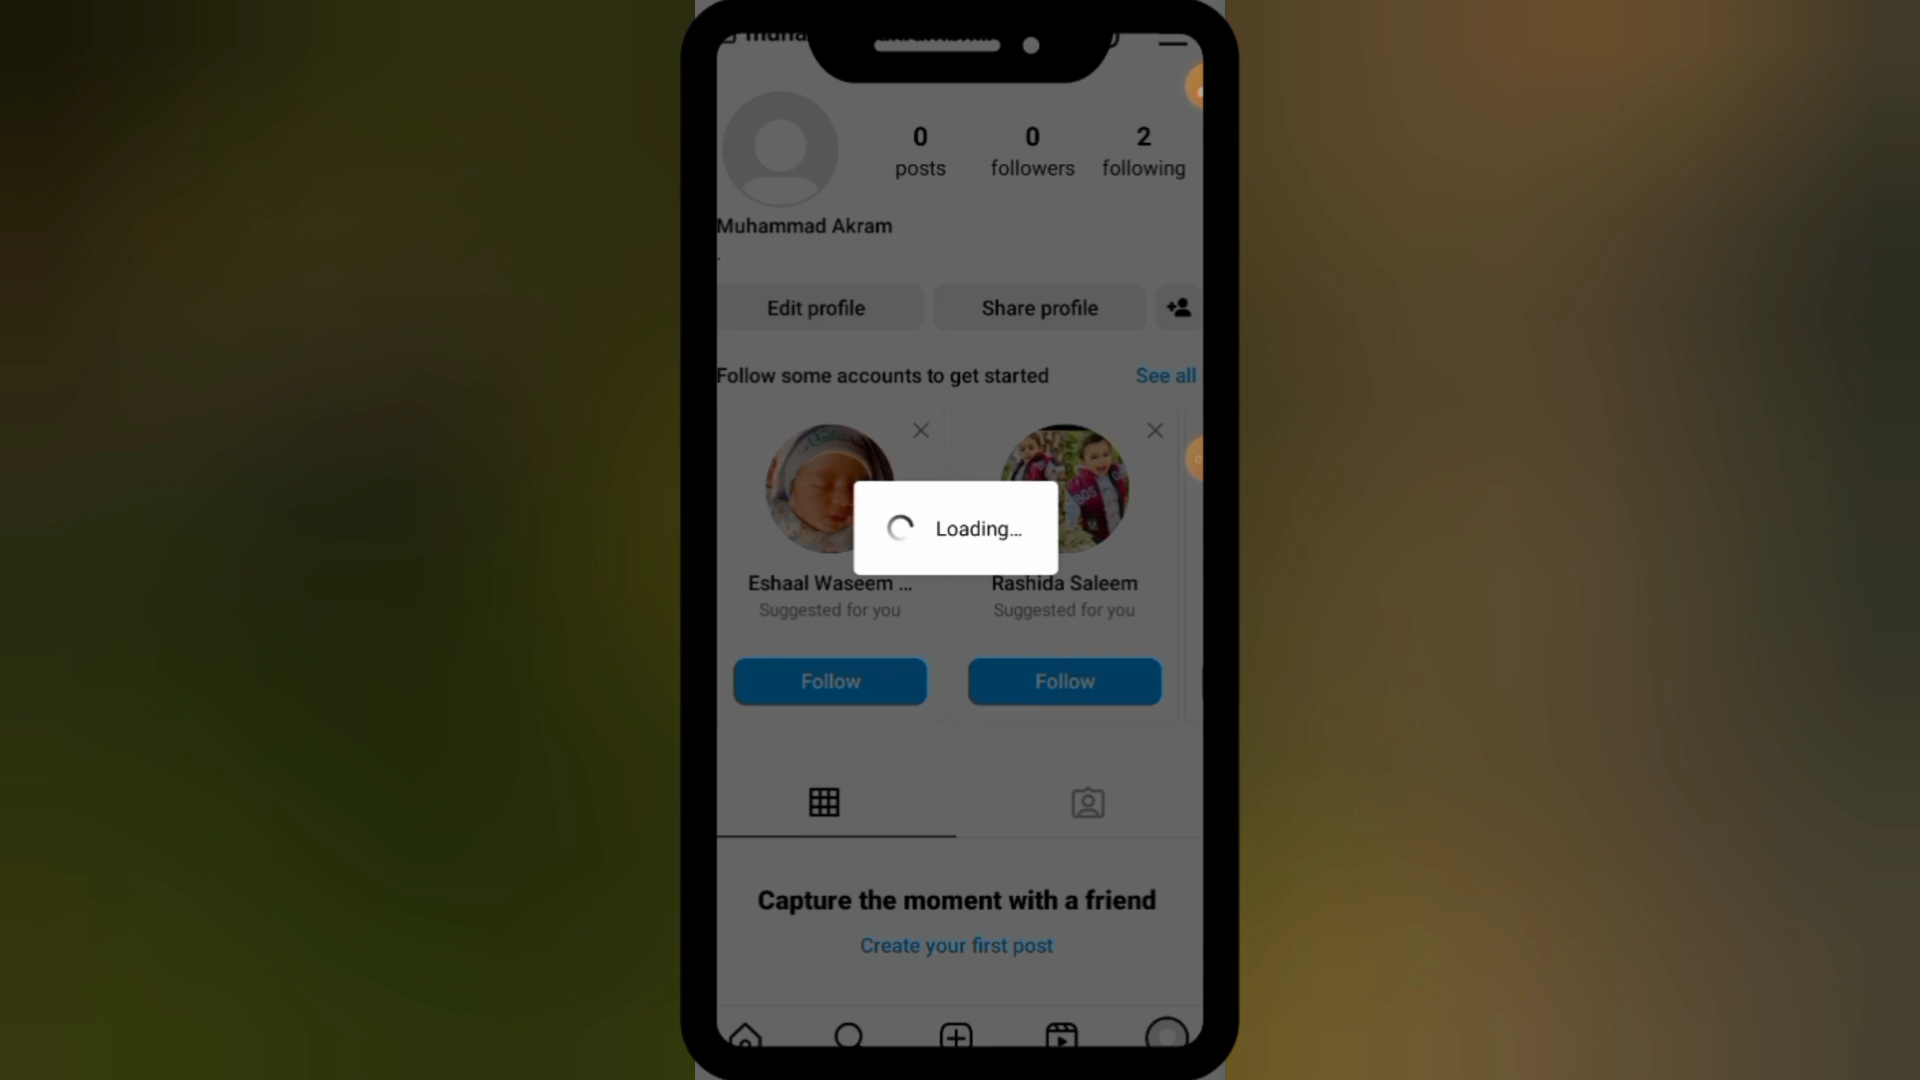 0 0 2
posts followers following
Muhammad Akram
Edit profile Share profile
Follow some accounts to get started See all
Loading...
Eshaal Waseem ... Rashida Saleem
Suggested for you Suggested for you
Follow Follow
Capture the moment with a friend
Create your first post